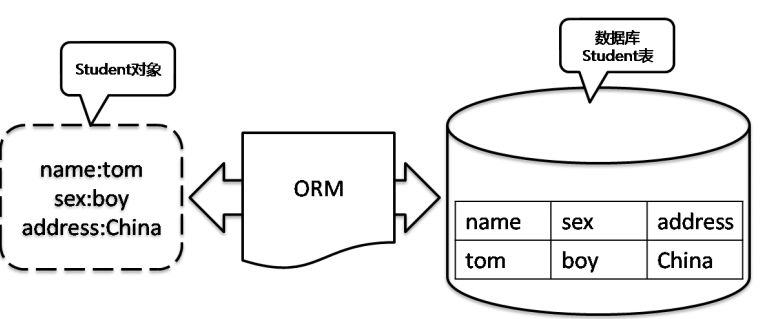 Student对象
name:tom
sex:boy
address:China
ORM
数据库
Student表
name sex address
tom boy China